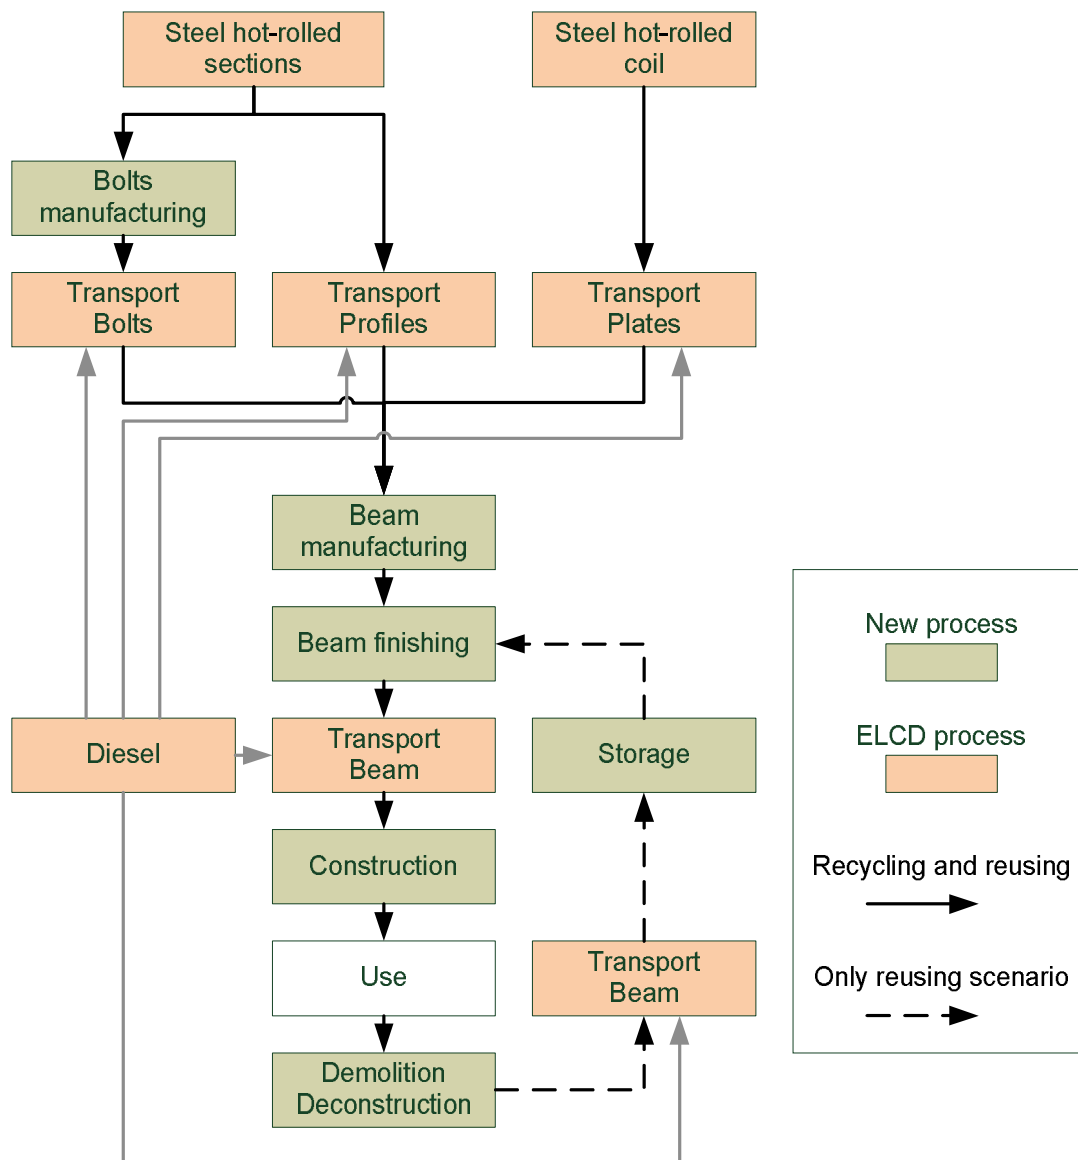 Steel hot-rolled
sections
Steel hot-rolled
coil
Bolts
manufacturing
Transport
Bolts
Transport
Profiles
Transport
Plates
Beam
manufacturing
Beam finishing
Diesel
Transport
Beam
Storage
Construction
Use
Transport
Beam
Demolition
Deconstruction
New process
ELCD process
Recycling and reusing
Only reusing scenario